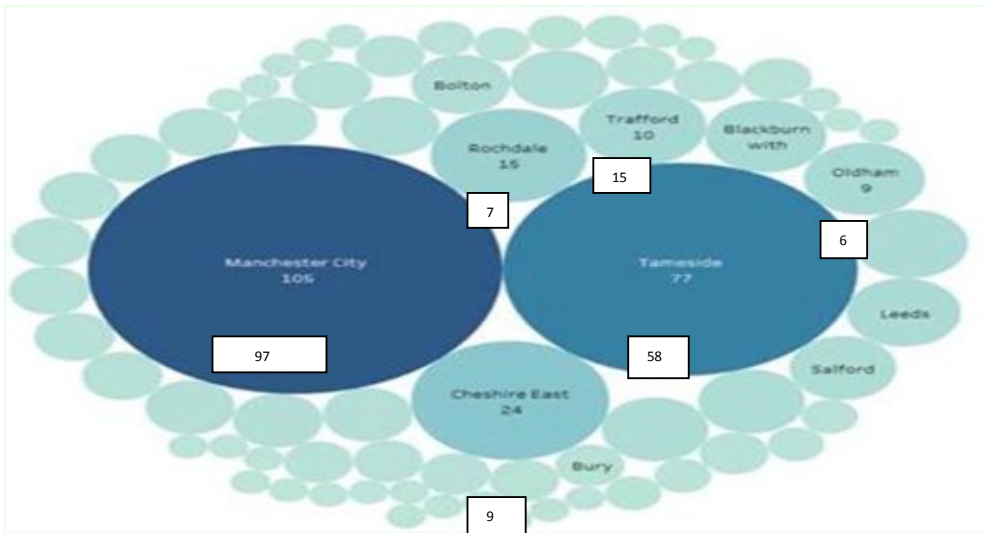 Bolton
Trafford
10
Blackburn
with
Rochdale
15
Oldham
9
15
7
6
Manchester City
105
Tameside
77
Leeds
97
58
Salford
Cheshire East
24
Bury
9